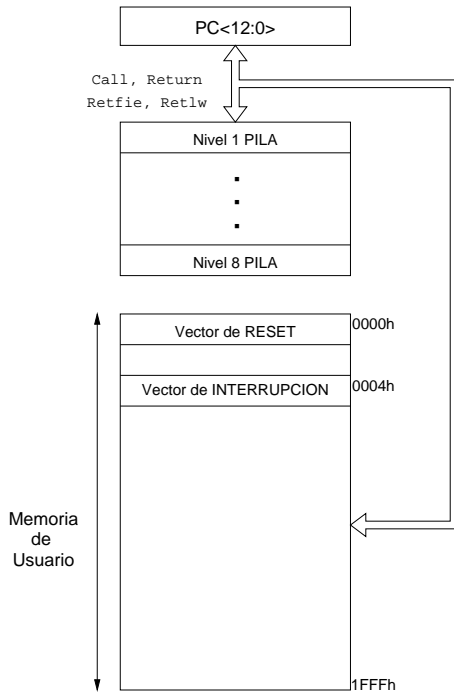 PC<12:0>
Call, Return
Retfie, Retlw
Nivel 1 PILA
Nivel 8 PILA
Vector de RESET
0000h
Vector de INTERRUPCION
0004h
Memoria
de
Usuario
1FFFh